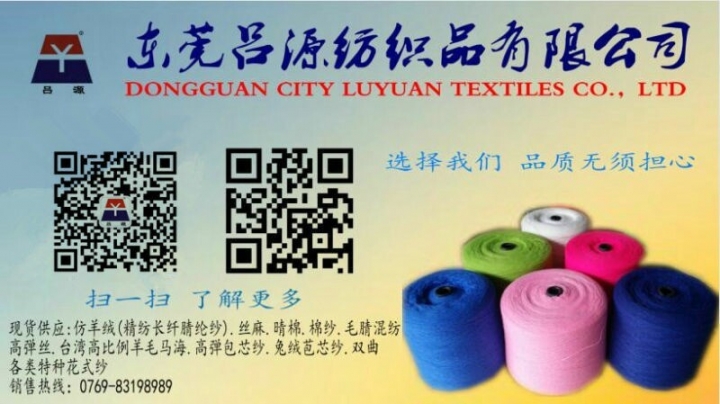 吕源
东莞吕源纺织品有限公司
DONGGUAN CITY LUYUAN TEXTILES CO., LTD
选择我们 品质无须担心
扫一扫 了解更多
现货供应:仿羊绒(精纺长纤腈纶纱).丝麻.晴棉.棉纱.毛腈混纺
高弹丝.台湾高比例羊毛马海.高弹包芯纱.兔绒苞芯纱.双曲
各类特种花式纱
销售热线: 0769-83198989